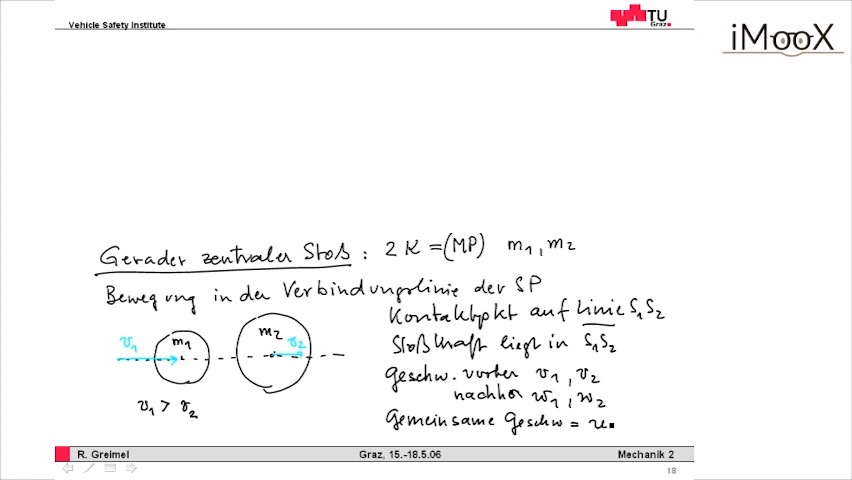 Vehicle Safety Institute
TU
Graz
iMooX
Gerader zentraler Stoß : 2 K = (MP) m1, m2
Bewegung in der Verbindungslinie der SP
Kontaktpkt auf Linie S1S2
Stoßkraft liegt in S1S2
Geschw. vorher v1, v2
nachher w1, w2
Gemeinsame Geschw = u
v1 m1 m2 v2
v1 > v2
R. Greimel Graz, 15.-18.5.06 Mechanik 2
18